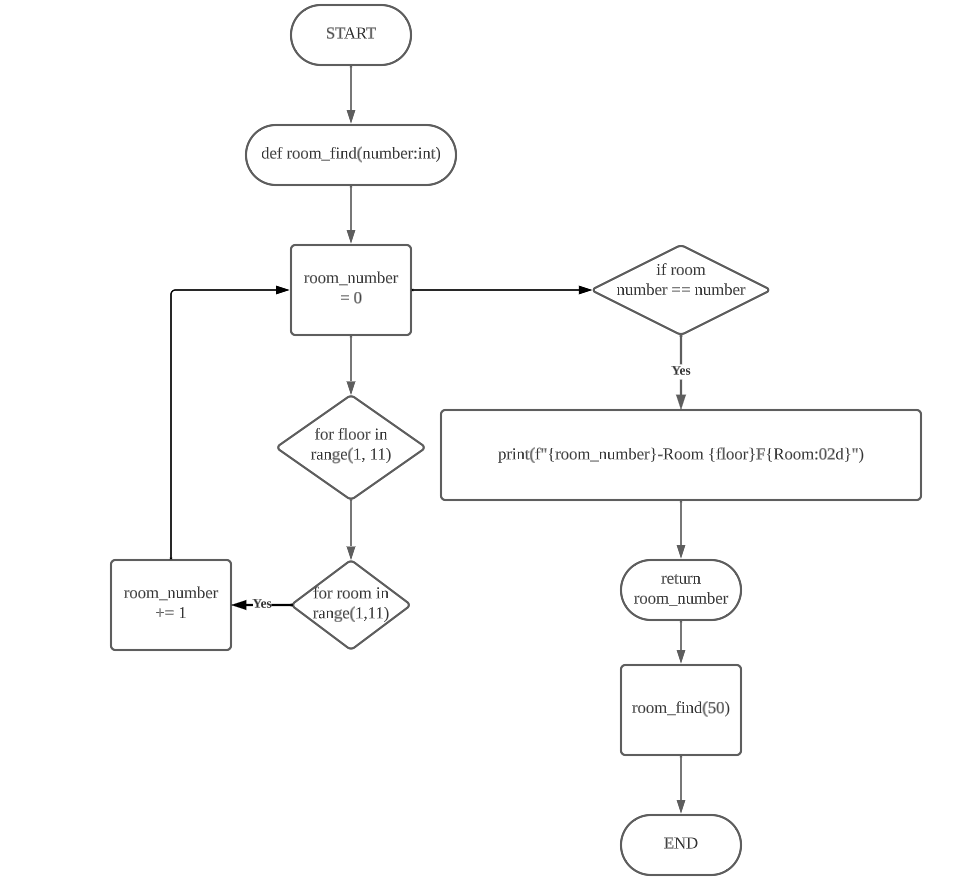 START
def room_find(number:int)
room_number
= 0
if room
number == number
Yes
for floor in
range(1, 11)
print(f"{room_number}-Room {floor}F{Room:02d}")
for room in
range(1,11)
Yes
room_number
+= 1
return
room_number
room_find(50)
END